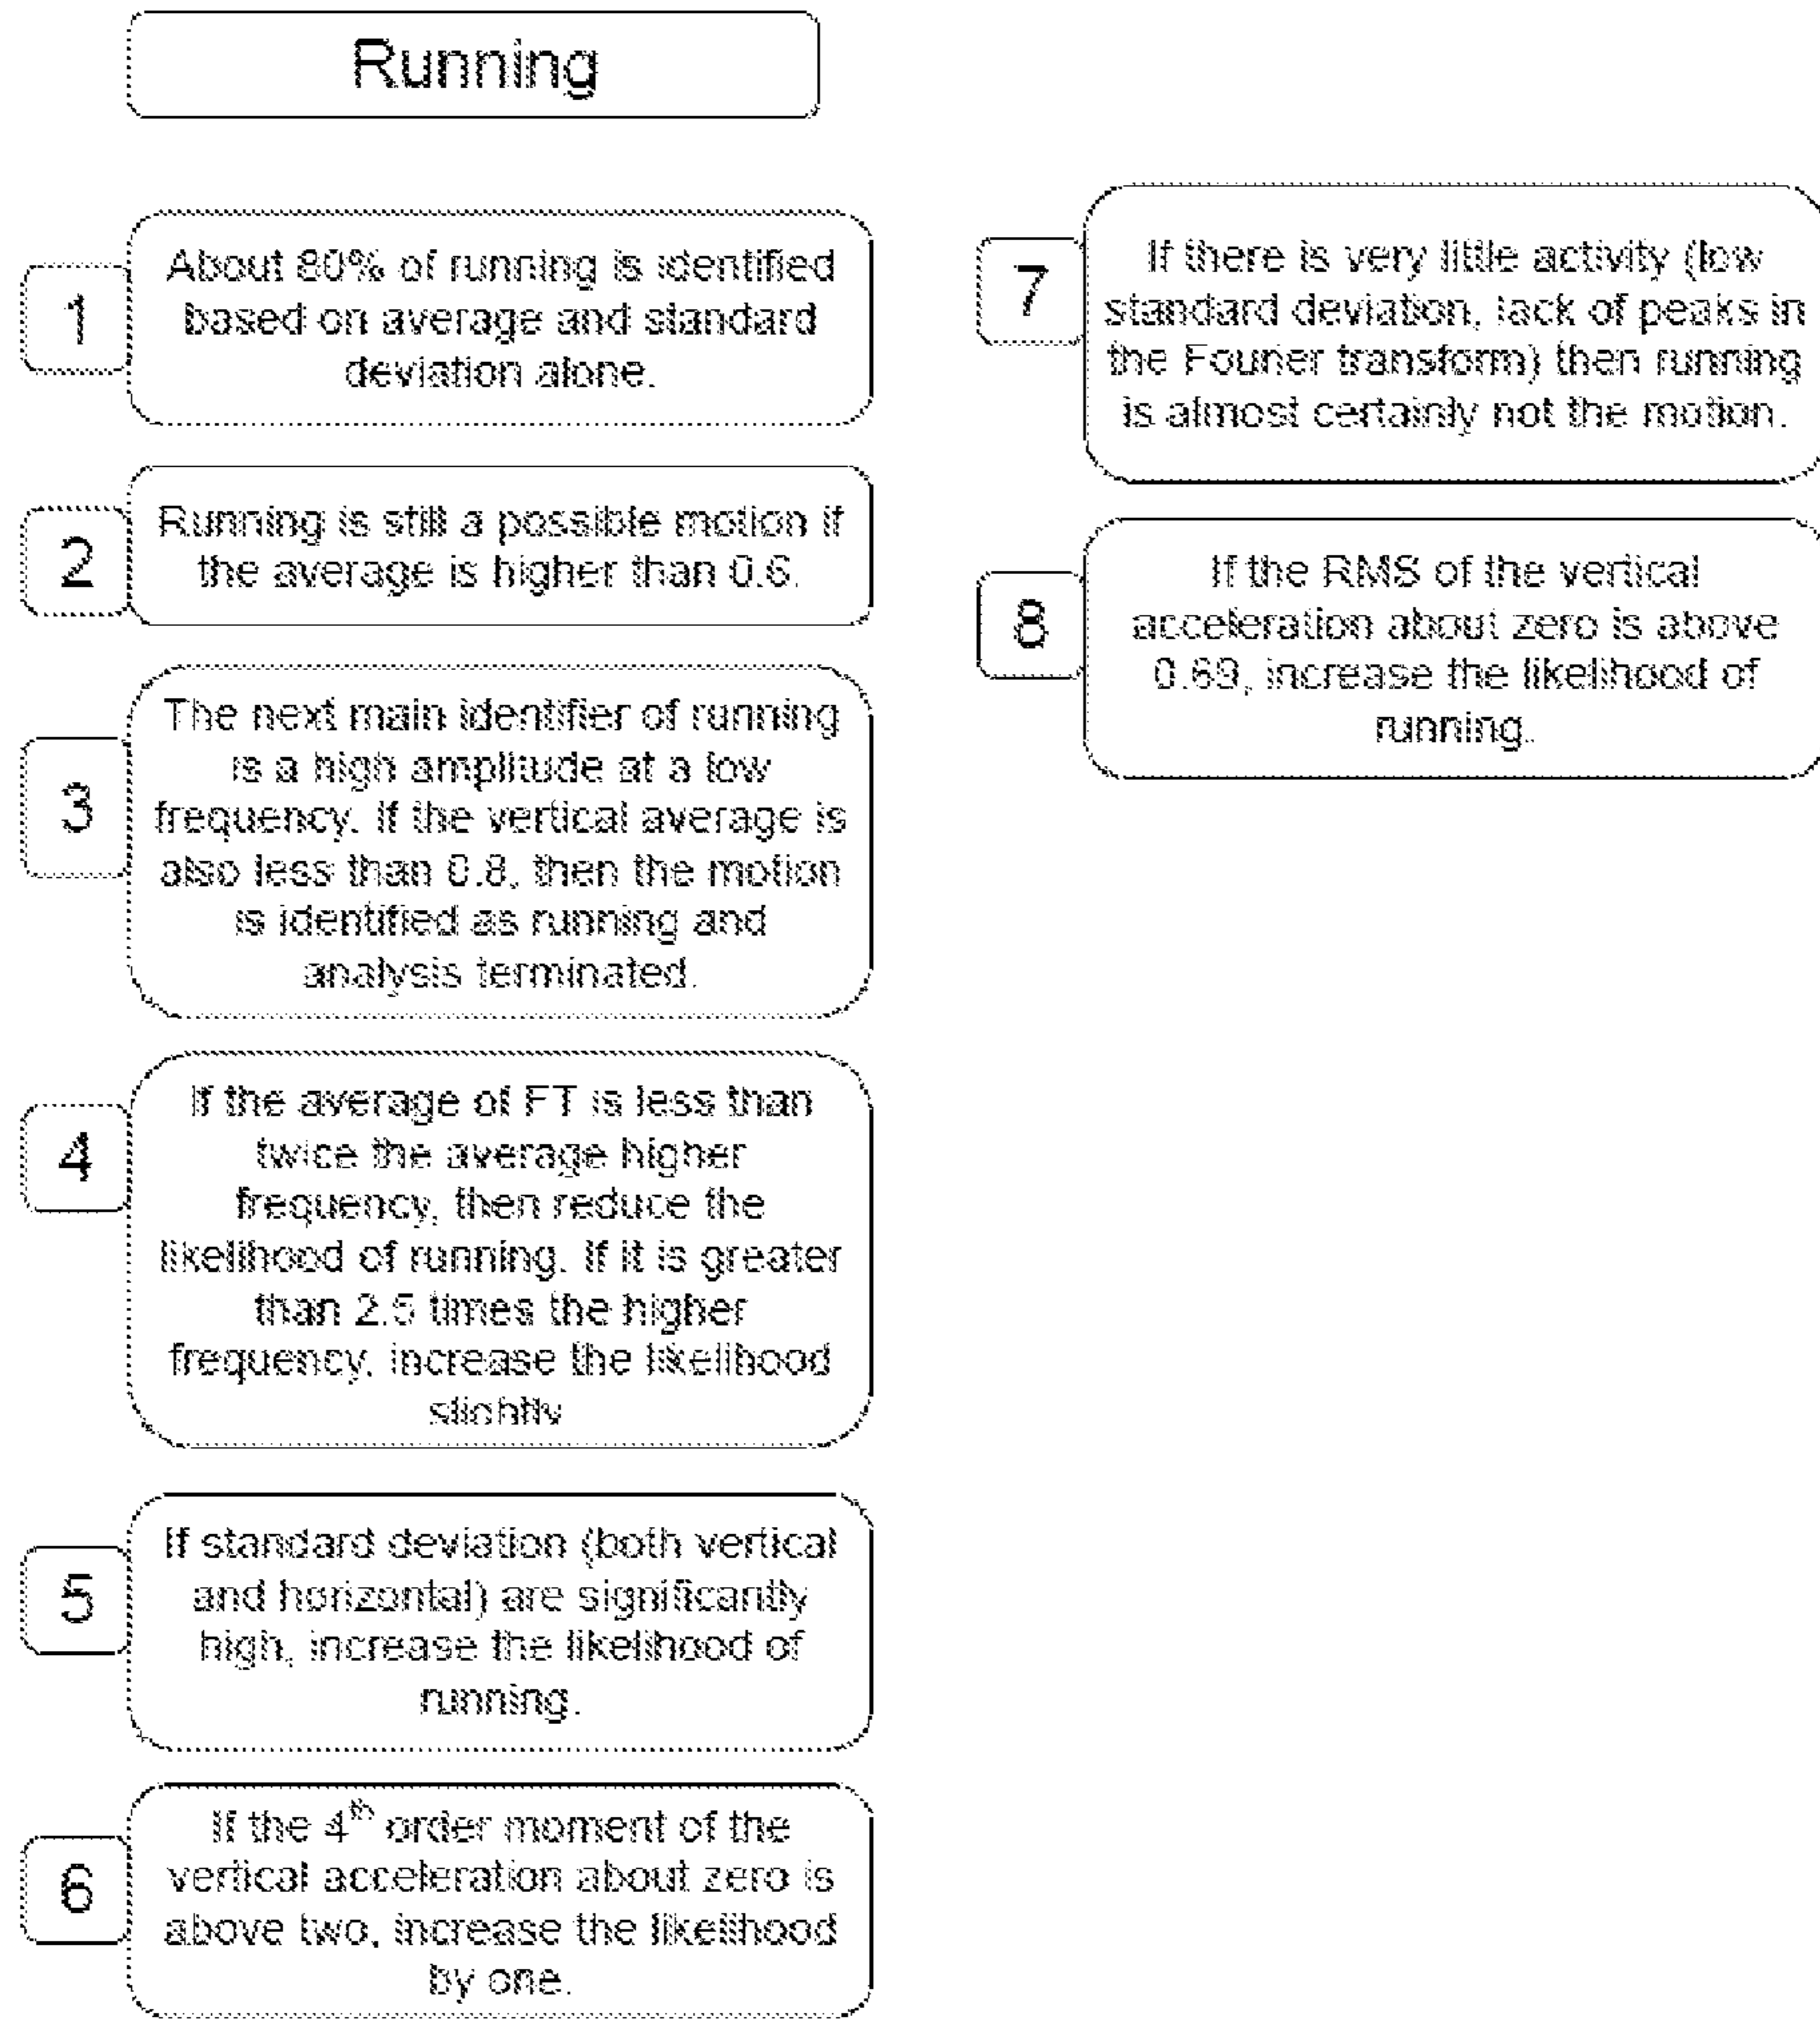 Running
1
About 80% of running is identified
based on average and standard
deviation alone.
2
Running is still a possible motion if
the average is higher than 0.6.
3
The next main identifier of running
is a high amplitude at a low
frequency. If the vertical average is
also less than 0.8, then the motion
is identified as running and
analysis terminated.
4
If the average of FT is less than
twice the average higher
frequency, then reduce the
likelihood of running. If it is greater
than 2.5 times the higher
frequency, increase the likelihood
slightly
5
If standard deviation (both vertical
and horizontal) are significantly
high, increase the likelihood of
running.
6
If the 4th order moment of the
vertical acceleration about zero is
above two, increase the likelihood
by one.
7
If there is very little activity (low
standard deviation, lack of peaks in
the Fourier transform) then running
is almost certainly not the motion.
8
If the RMS of the vertical
acceleration about zero is above
0.69, increase the likelihood of
running.